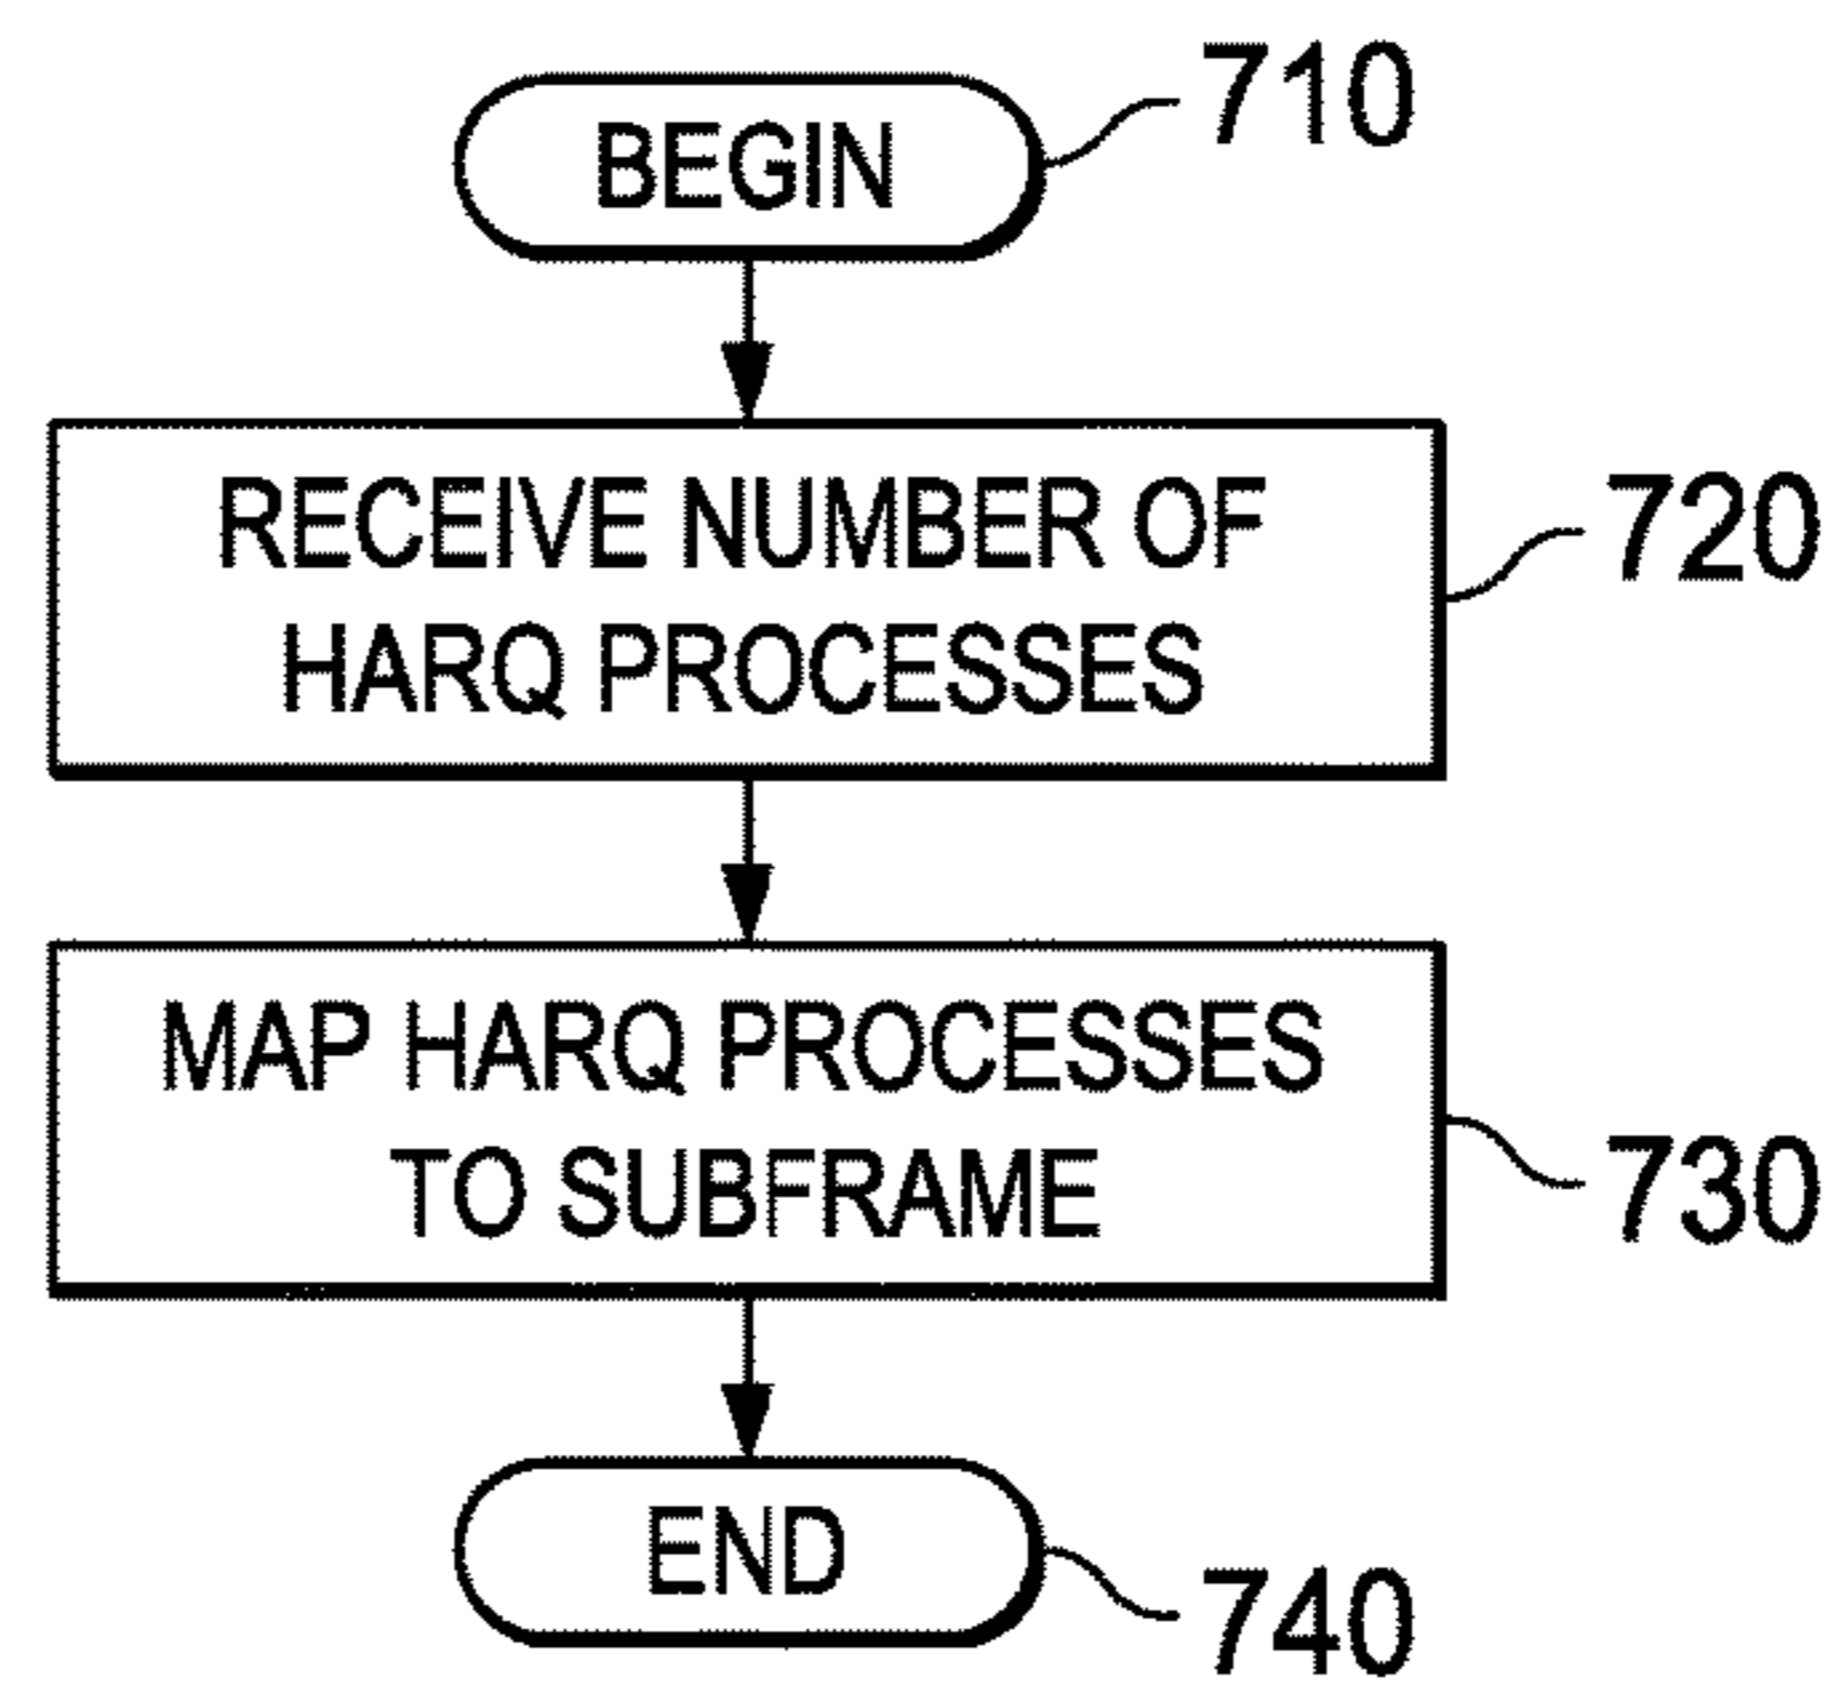 BEGIN
710
RECEIVE NUMBER OF
HARQ PROCESSES
720
MAP HARQ PROCESSES
TO SUBFRAME
730
END
740